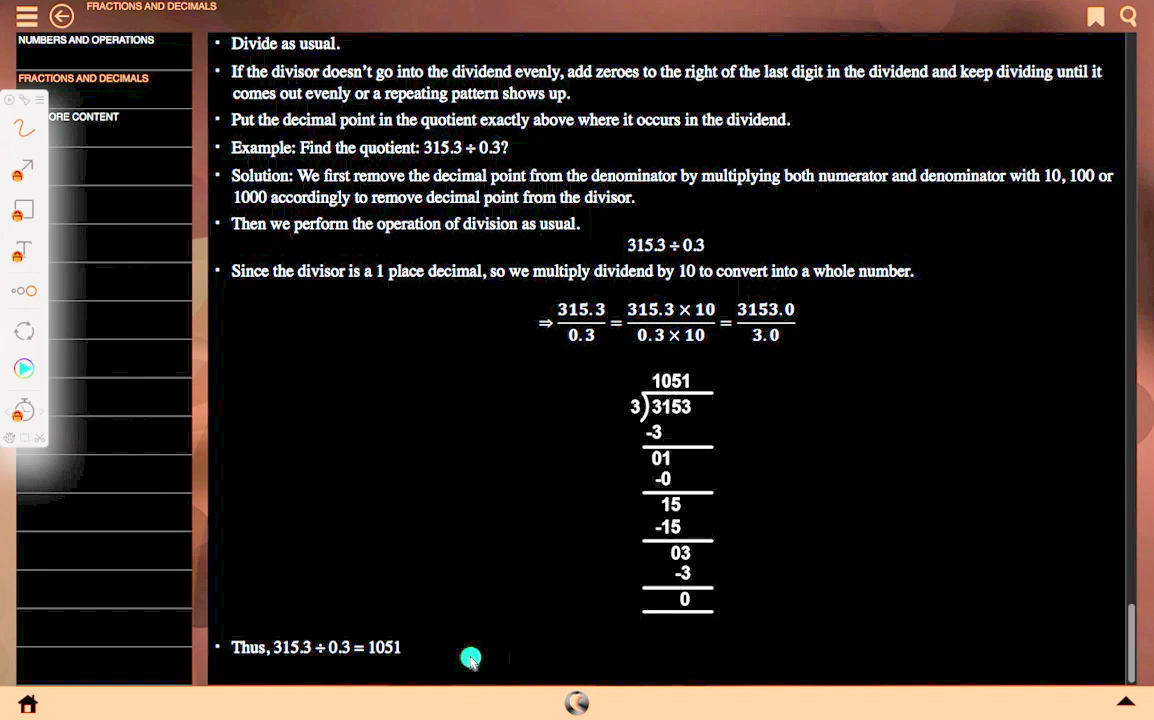 FRACTIONS AND DECIMALS
NUMBERS AND OPERATIONS
FRACTIONS AND DECIMALS
ORE CONTENT
• Divide as usual.
• If the divisor doesn't go into the dividend evenly, add zeroes to the right of the last digit in the dividend and keep dividing until it
comes out evenly or a repeating pattern shows up.
• Put the decimal point in the quotient exactly above where it occurs in the dividend.
• Example: Find the quotient: 315.3 ÷ 0.3?
• Solution: We first remove the decimal point from the denominator by multiplying both numerator and denominator with 10, 100 or
1000 accordingly to remove decimal point from the divisor.
• Then we perform the operation of division as usual.
315.3 ÷ 0.3
• Since the divisor is a 1 place decimal, so we multiply dividend by 10 to convert into a whole number.
⇒ 315.3/0.3 = 315.3 × 10/0.3 × 10 = 3153.0/3.0
1051
3)3153
-3
01
-0
15
-15
03
-3
0
• Thus, 315.3 ÷ 0.3 = 1051